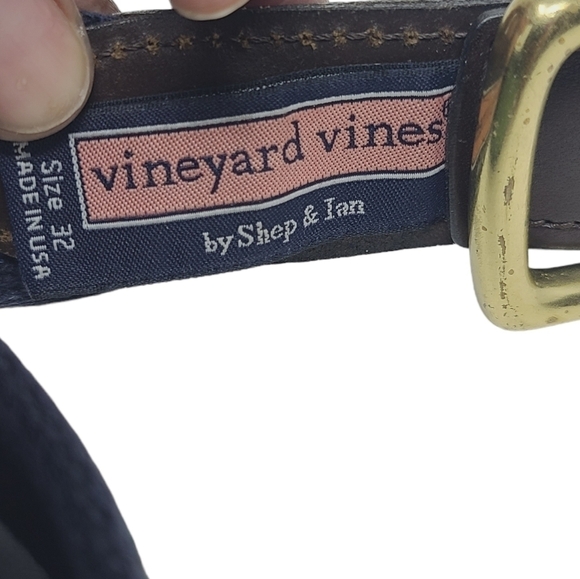 vineyard vines®
by Shep & Ian
Size 32
MADE IN USA